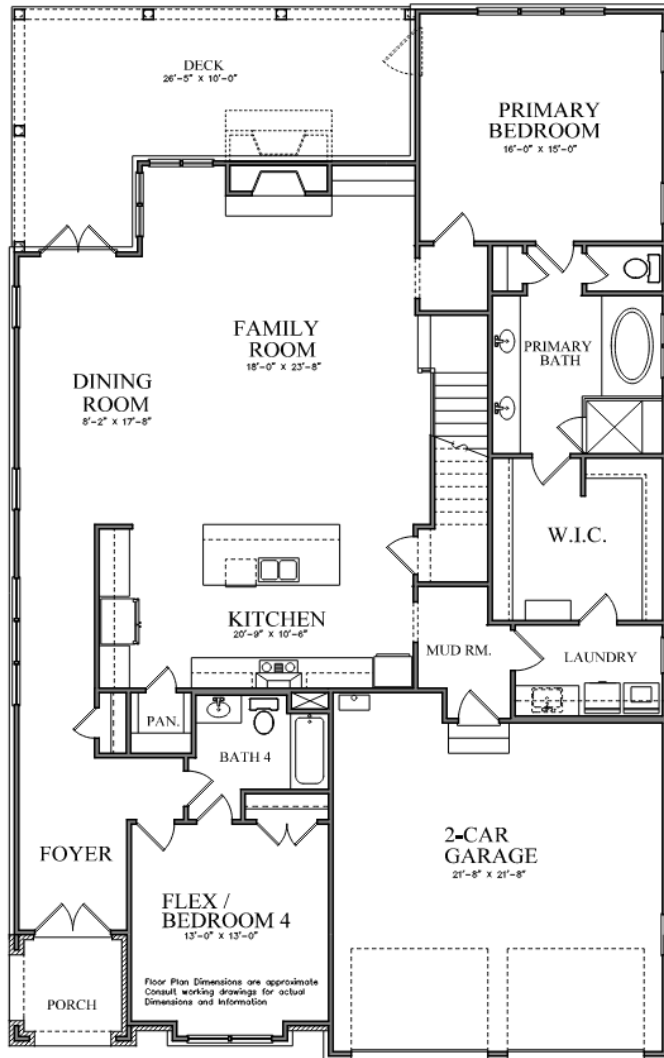 DECK
26'-5" X 10'-0"
PRIMARY
BEDROOM
16'-0" X 15'-0"
FAMILY
ROOM
18'-0" X 23'-8"
PRIMARY
BATH
DINING
ROOM
8'-2" X 17'-8"
W.I.C.
KITCHEN
20'-9" X 10'-6"
MUD RM.
LAUNDRY
PAN.
BATH 4
FOYER
2-CAR
GARAGE
21'-8" X 21'-8"
FLEX /
BEDROOM 4
13'-0" X 13'-0"
Floor Plan Dimensions are approximate
Consult working drawings for actual
Dimensions and Information
PORCH